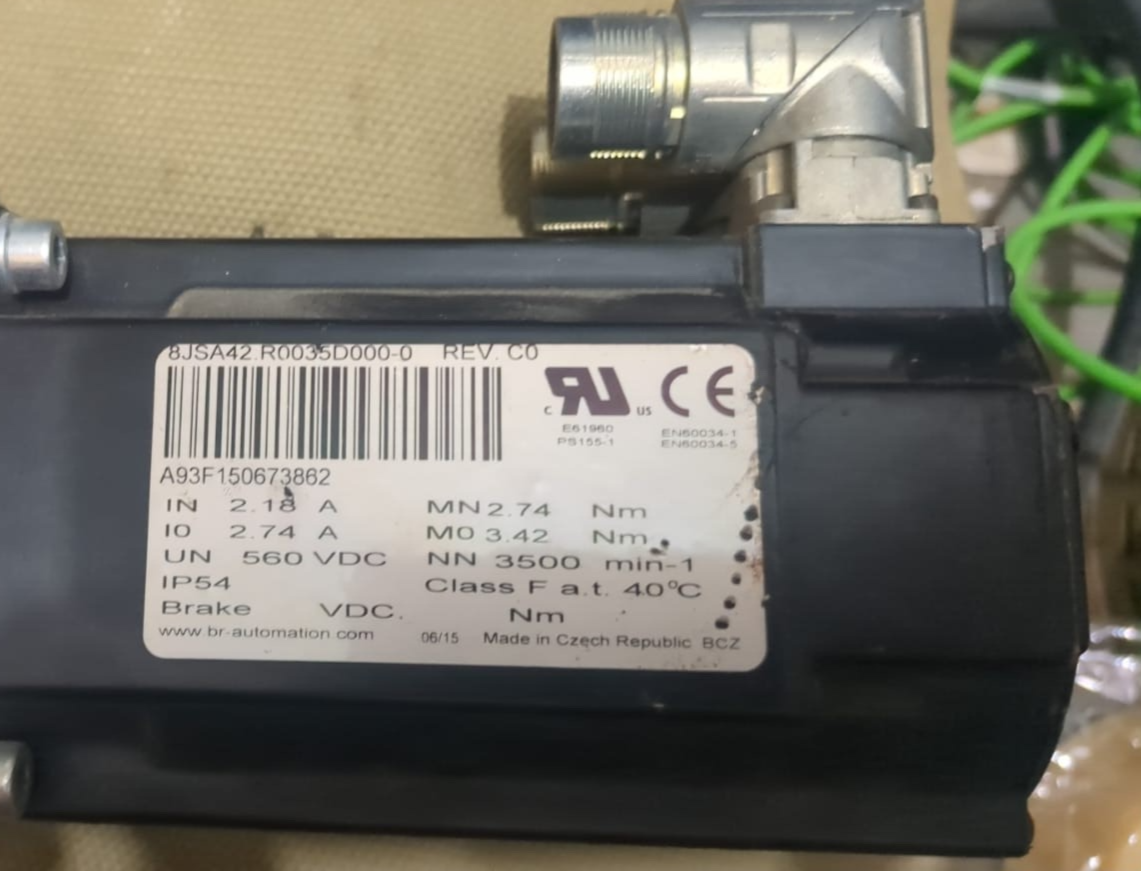 8JSA42.R0035D000-0 REV. C0
c RU US CE
E61960 EN60034-1
PS155-1 EN60034-5
A93F150673862
IN 2.18 A MN 2.74 Nm
I0 2.74 A M0 3.42 Nm
UN 560 VDC NN 3500 min-1
IP54 Class F a.t. 40°C
Brake VDC. Nm
www.br-automation.com 06/15 Made in Czech Republic BCZ